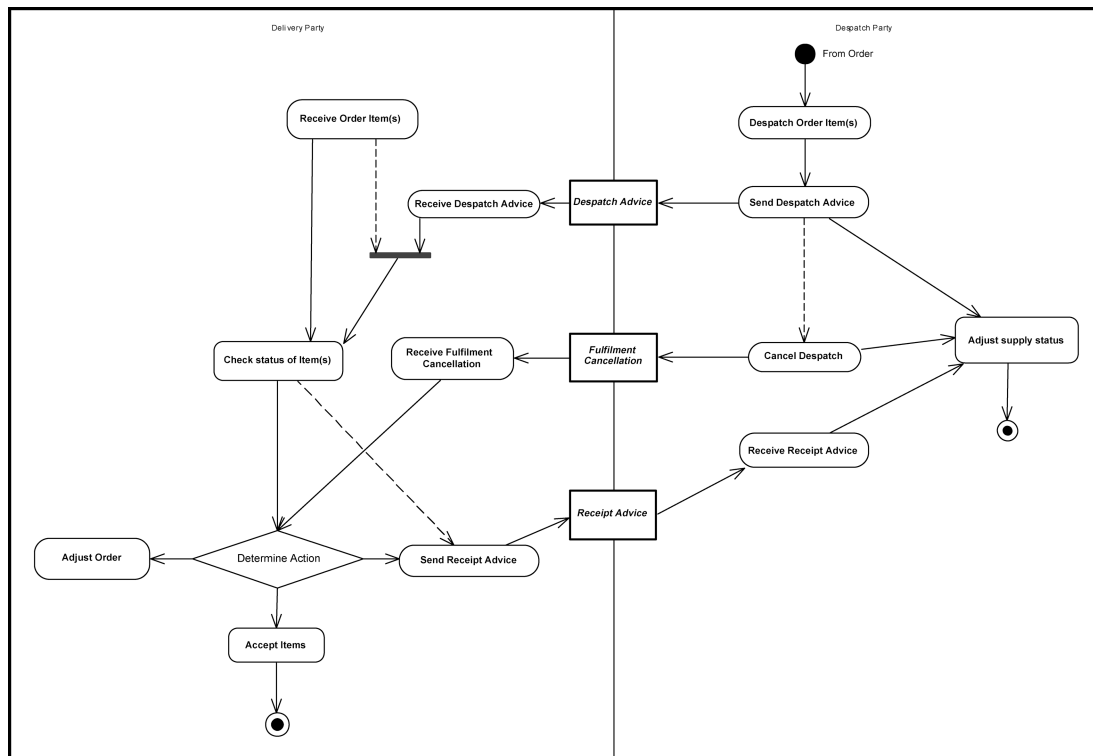 Delivery Party
Despatch Party
From Order
Receive Order Item(s)
Despatch Order Item(s)
Receive Despatch Advice
Despatch Advice
Send Despatch Advice
Check status of Item(s)
Receive Fulfilment
Cancellation
Fulfilment
Cancellation
Cancel Despatch
Adjust supply status
Receive Receipt Advice
Receipt Advice
Adjust Order
Determine Action
Send Receipt Advice
Accept Items